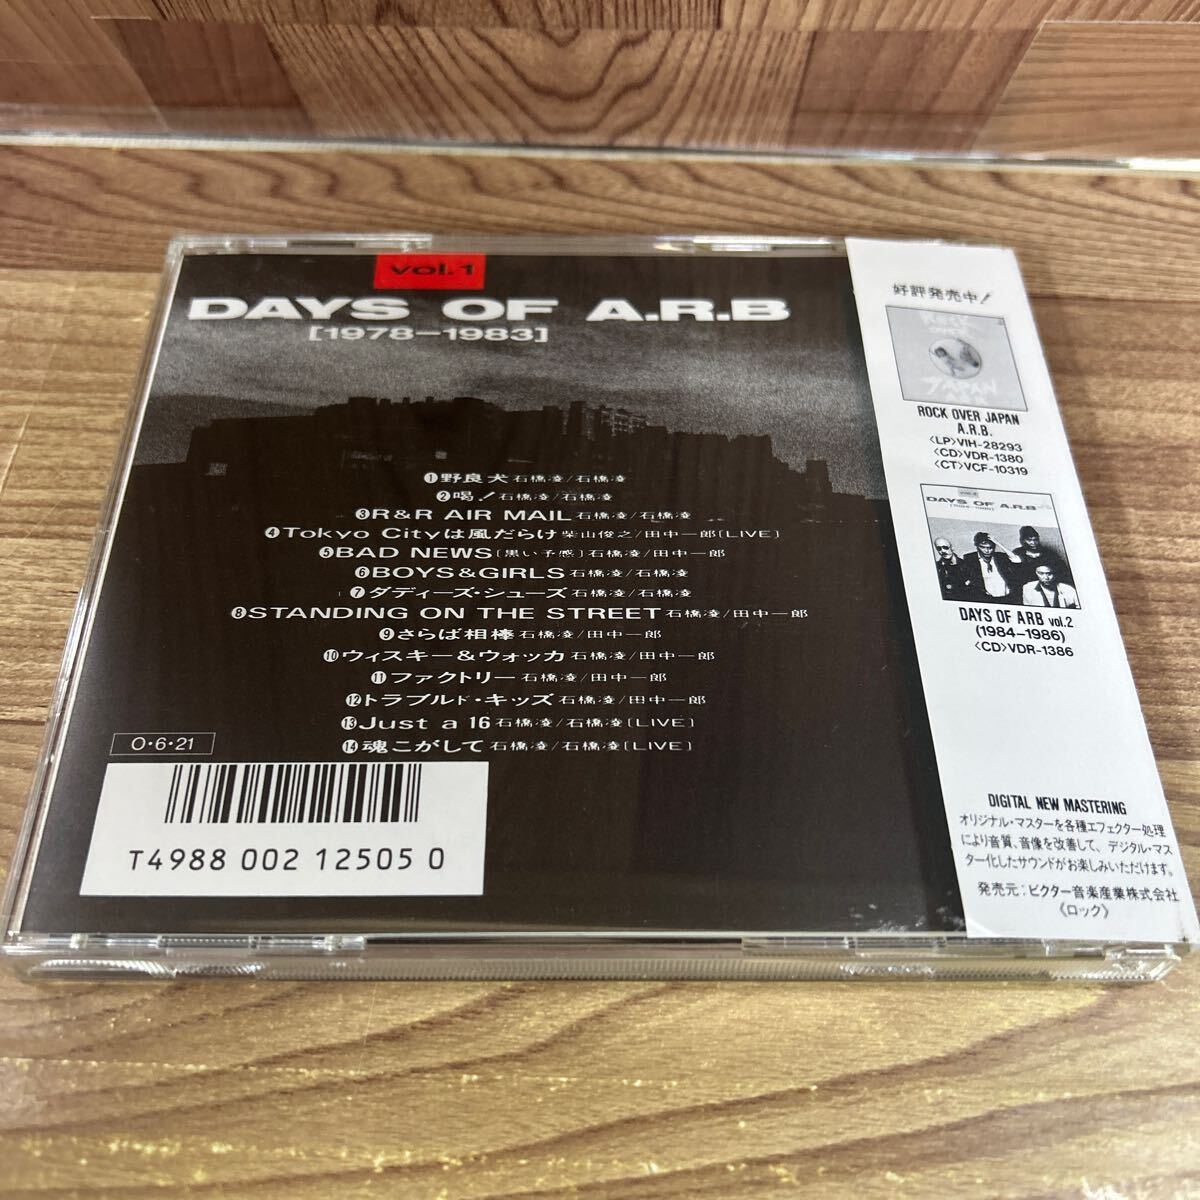 vol.1
DAYS OF A.R.B
[1978-1983]
❶野良犬 石橋凌/石橋凌
❷喝! 石橋凌/石橋凌
❸R&R AIR MAIL 石橋凌/石橋凌
❹Tokyo Cityは風だらけ 柴山俊之/田中一郎[LIVE]
❺BAD NEWS[黒い予感]石橋凌/田中一郎
❻BOYS&GIRLS 石橋凌/石橋凌
❼ダディーズ・シューズ 石橋凌/石橋凌
❽STANDING ON THE STREET 石橋凌/田中一郎
❾さらば相棒 石橋凌/田中一郎
❿ウィスキー&ウォッカ 石橋凌/田中一郎
⓫ファクトリー 石橋凌/田中一郎
⓬トラブルド・キッズ 石橋凌/田中一郎
⓭Just a 16 石橋凌/石橋凌[LIVE]
⓮魂こがして 石橋凌/石橋凌[LIVE]
O・6・21
T4988 002 12505 0
好評発売中!
ROCK
OVER
JAPAN
ROCK OVER JAPAN
A.R.B.
〈LP〉VIH-28293
〈CD〉VDR-1380
〈CT〉VCF-10319
vol.2
DAYS OF A.R.B
[1984-1986]
DAYS OF ARB vol.2
(1984-1986)
〈CD〉VDR-1386
DIGITAL NEW MASTERING
オリジナル・マスターを各種エフェクター処理
により音質、音像を改善して、デジタル・マス
ター化したサウンドがお楽しみいただけます。
発売元:ビクター音楽産業株式会社
《ロック》